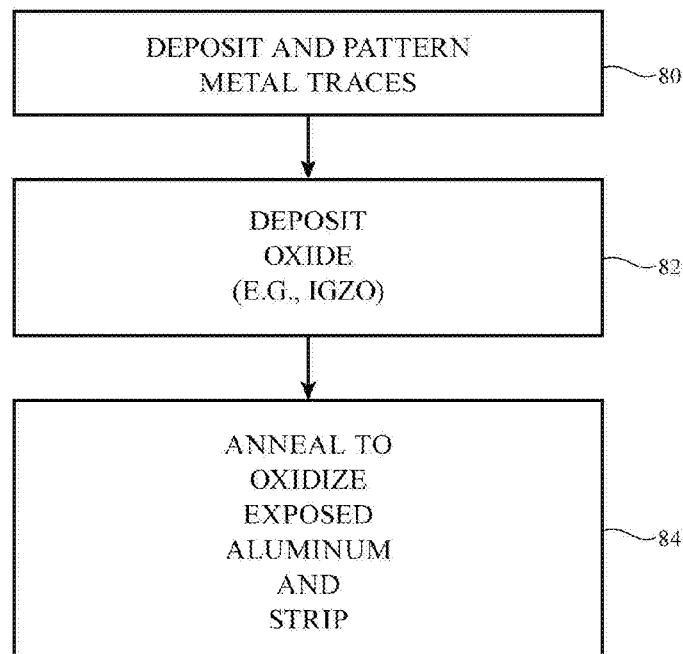 DEPOSIT AND PATTERN
METAL TRACES
80
DEPOSIT
OXIDE
(E.G., IGZO)
82
ANNEAL TO
OXIDIZE
EXPOSED
ALUMINUM
AND
STRIP
84